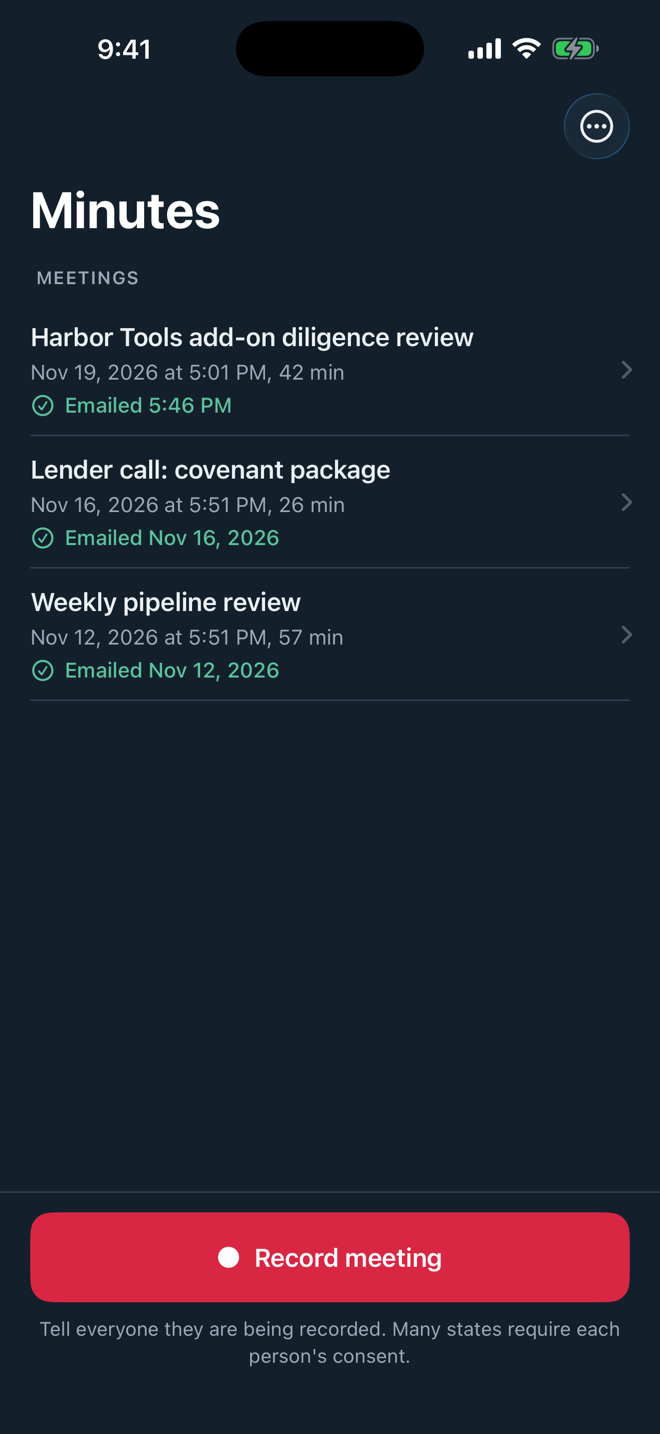 9:41
Minutes
MEETINGS
Harbor Tools add-on diligence review
Nov 19, 2026 at 5:01 PM, 42 min
Emailed 5:46 PM
Lender call: covenant package
Nov 16, 2026 at 5:51 PM, 26 min
Emailed Nov 16, 2026
Weekly pipeline review
Nov 12, 2026 at 5:51 PM, 57 min
Emailed Nov 12, 2026
Record meeting
Tell everyone they are being recorded. Many states require each
person's consent.